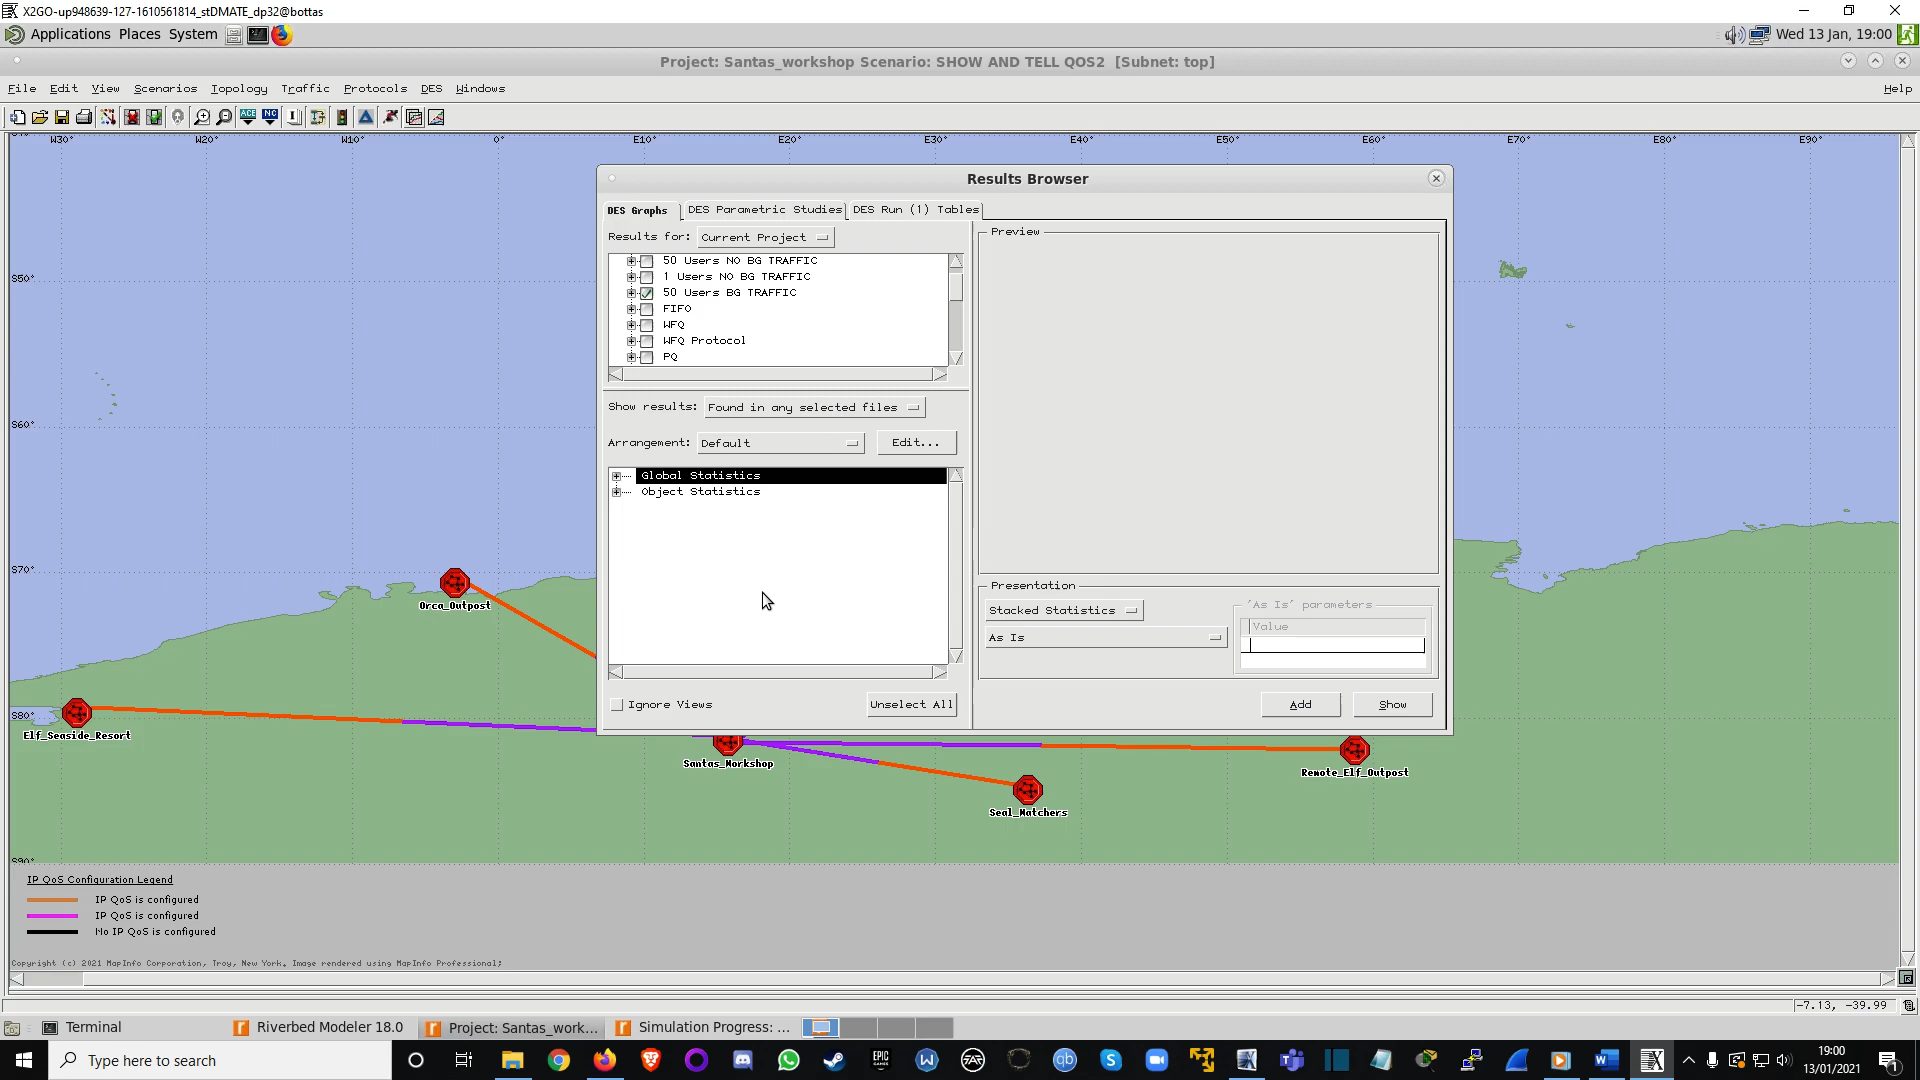 X2GO-up948639-127-1610561814_stDMATE_dp32@bottas
Applications Places System
Wed 13 Jan, 19:00
Project: Santas_workshop Scenario: SHOW AND TELL QOS2 [Subnet: top]
File Edit View Scenarios Topology Traffic Protocols DES Windows Help
W30° W20° W10° 0° E10° E20° E30° E40° E50° E60° E70° E80° E90°
Results Browser
DES Graphs DES Parametric Studies DES Run (1) Tables
Results for: Current Project
Preview
50 Users NO BG TRAFFIC
1 Users NO BG TRAFFIC
50 Users BG TRAFFIC
FIFO
WFQ
WFQ Protocol
PQ
Show results: Found in any selected files
Arrangement: Default Edit...
Global Statistics
Object Statistics
Presentation
Stacked Statistics
As Is
'As Is' parameters
Value
Ignore Views Unselect All Add Show
S50°
S60°
S70°
S80°
S90°
Orca_Outpost
Elf_Seaside_Resort
Santas_Workshop
Remote_Elf_Outpost
Seal_Watchers
IP QoS Configuration Legend
IP QoS is configured
IP QoS is configured
No IP QoS is configured
Copyright (c) 2021 MapInfo Corporation, Troy, New York. Image rendered using MapInfo Professional;
-7.13, -39.99
Terminal Riverbed Modeler 18.0 Project: Santas_work... Simulation Progress: ...
Type here to search
19:00
13/01/2021